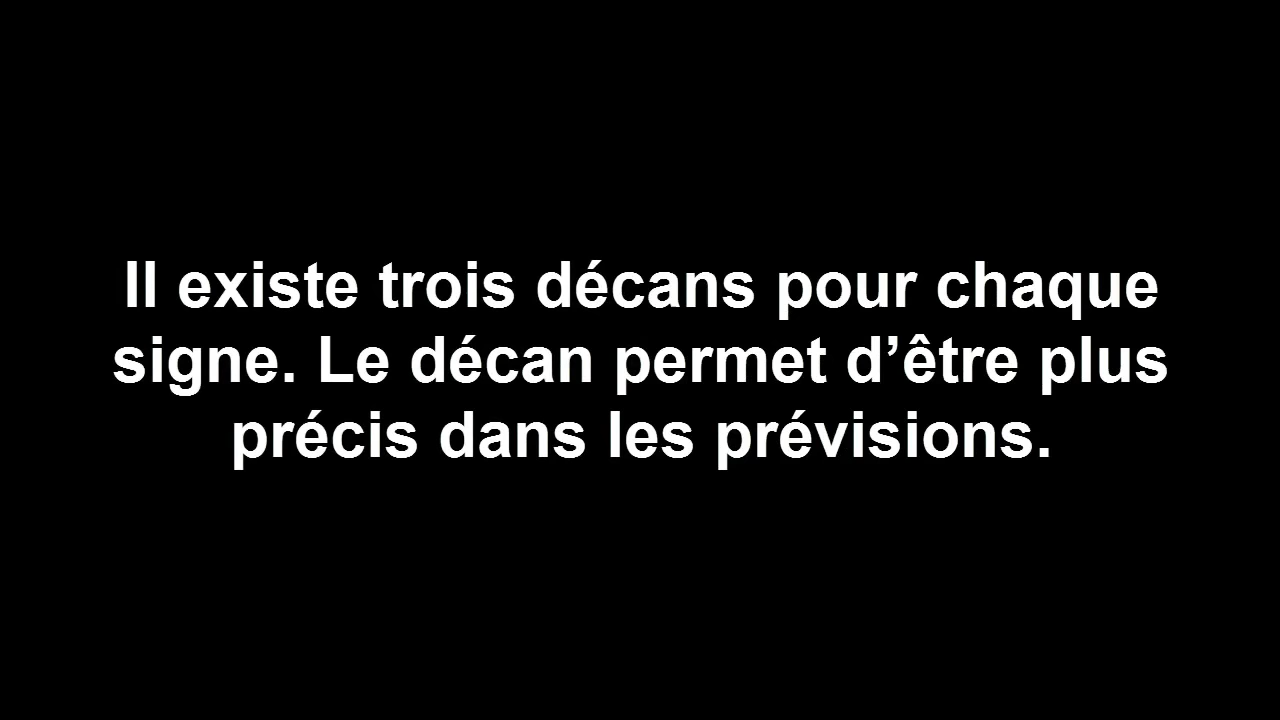 Il existe trois décans pour chaque
signe. Le décan permet d’être plus
précis dans les prévisions.